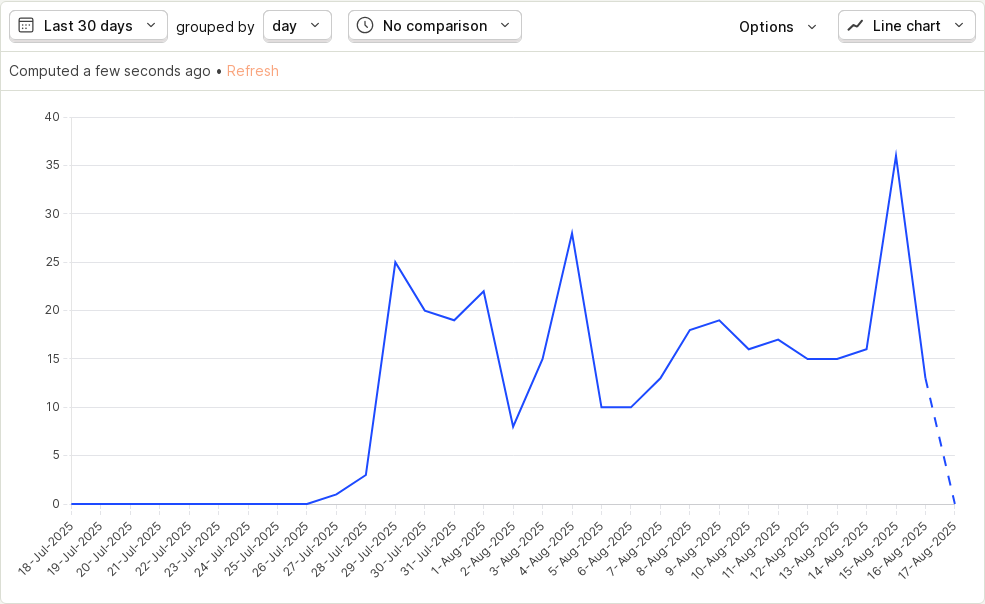 Last 30 days grouped by day No comparison Options Line chart
Computed a few seconds ago • Refresh
40
35
30
25
20
15
10
5
0
18-Jul-2025
19-Jul-2025
20-Jul-2025
21-Jul-2025
22-Jul-2025
23-Jul-2025
24-Jul-2025
25-Jul-2025
26-Jul-2025
27-Jul-2025
28-Jul-2025
29-Jul-2025
30-Jul-2025
31-Jul-2025
1-Aug-2025
2-Aug-2025
3-Aug-2025
4-Aug-2025
5-Aug-2025
6-Aug-2025
7-Aug-2025
8-Aug-2025
9-Aug-2025
10-Aug-2025
11-Aug-2025
12-Aug-2025
13-Aug-2025
14-Aug-2025
15-Aug-2025
16-Aug-2025
17-Aug-2025